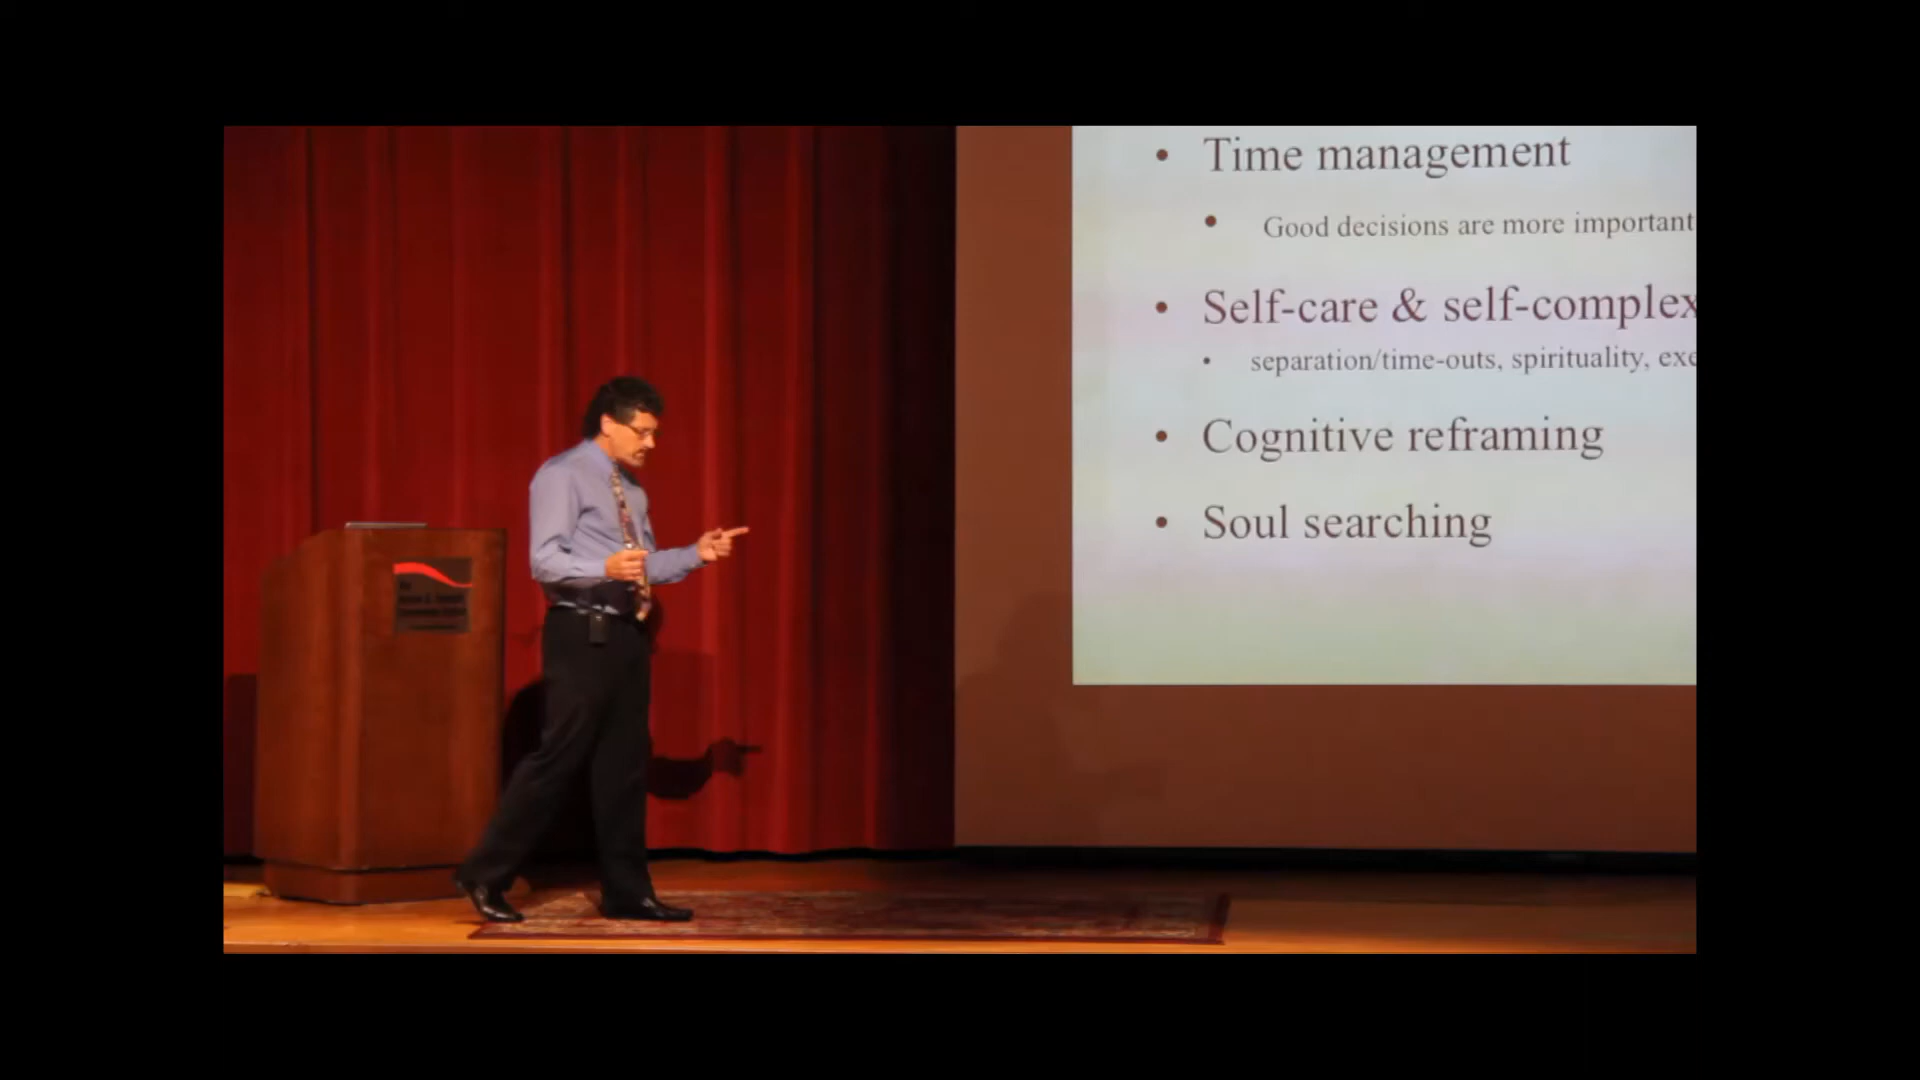 • Time management
• Good decisions are more important
• Self-care & self-complex
• separation/time-outs, spirituality, exe
• Cognitive reframing
• Soul searching